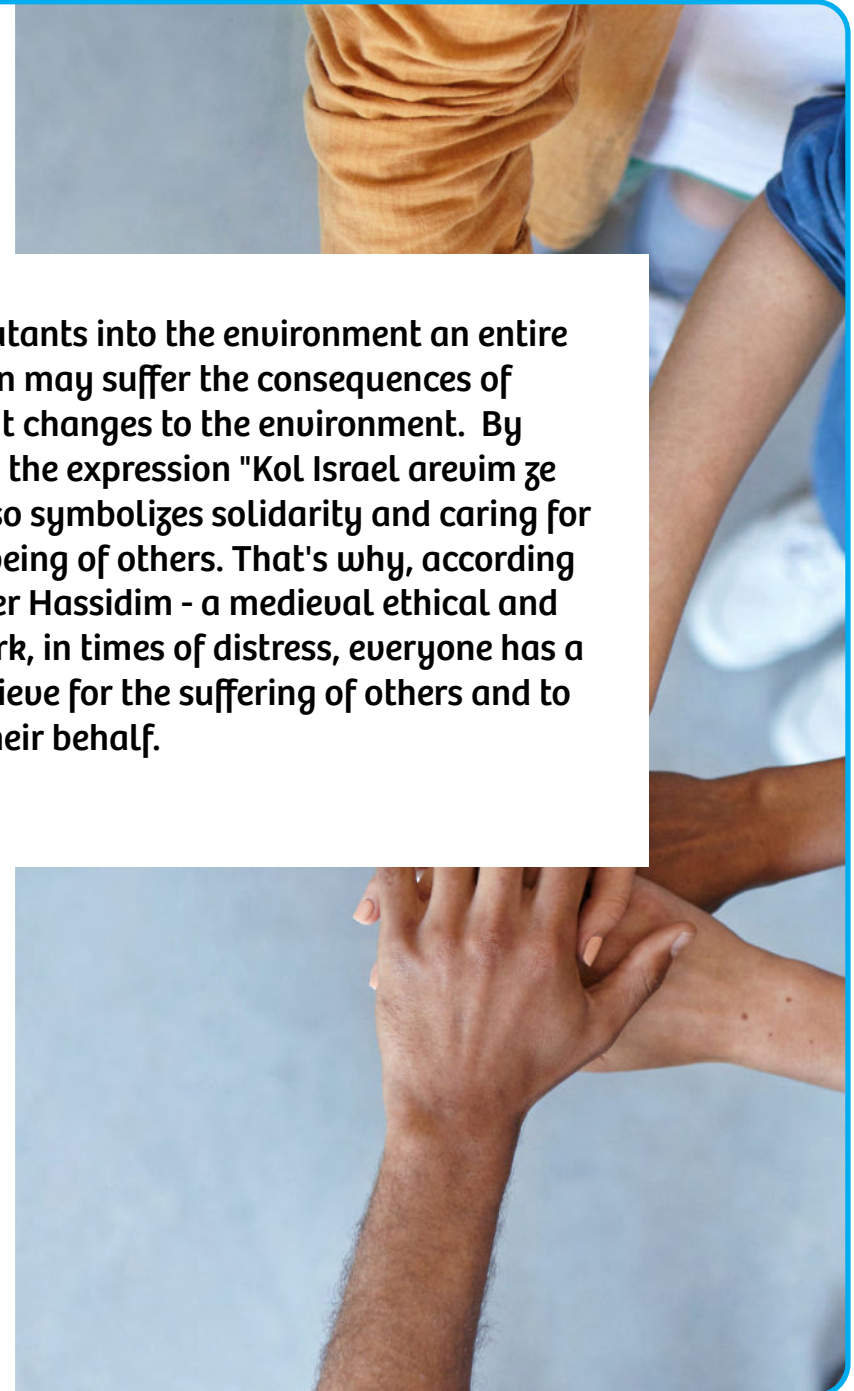 utants into the environment an entire
n may suffer the consequences of
t changes to the environment.  By
the expression "Kol Israel arevim ze
so symbolizes solidarity and caring for
being of others. That's why, according
er Hassidim - a medieval ethical and
rk, in times of distress, everyone has a
ieve for the suffering of others and to
heir behalf.